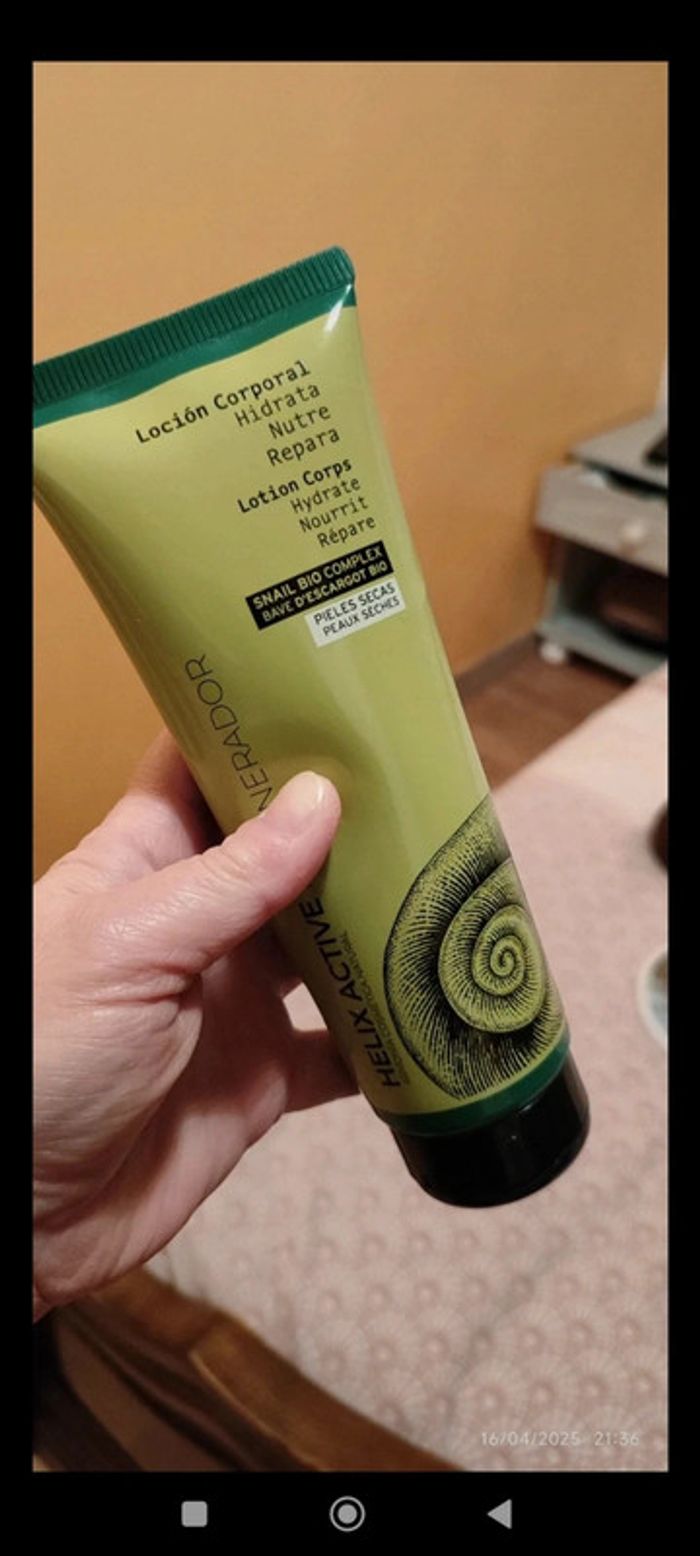 Loción Corporal
Hidrata
Nutre
Repara
Lotion Corps
Hydrate
Nourrit
Répare
SNAIL BIO COMPLEX
BAVE D'ESCARGOT BIO
PIELES SECAS
PEAUX SÈCHES
NERADOR
HELIX ACTIVE
16/04/2025 21:36